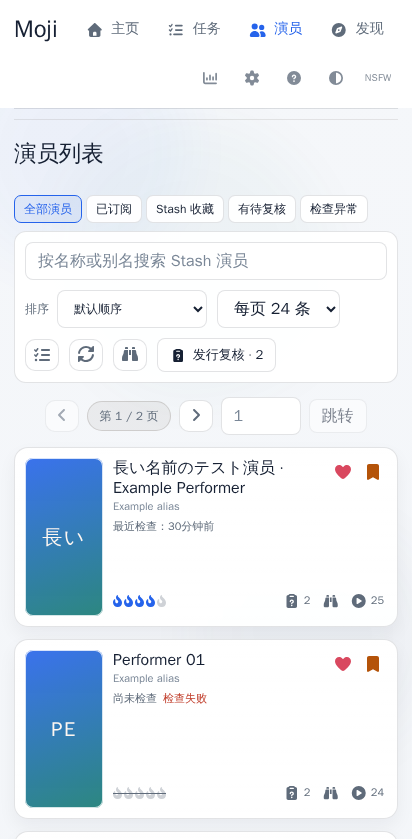 Moji 主页 任务 演员 发现
NSFW
演员列表
全部演员 已订阅 Stash 收藏 有待复核 检查异常
按名称或别名搜索 Stash 演员
排序 默认顺序 每页 24 条
发行复核 · 2
第 1 / 2 页 1 跳转
長い 長い名前のテスト演员 ·
Example Performer
Example alias
最近检查：30分钟前
2 25
PE Performer 01
Example alias
尚未检查 检查失败
2 24